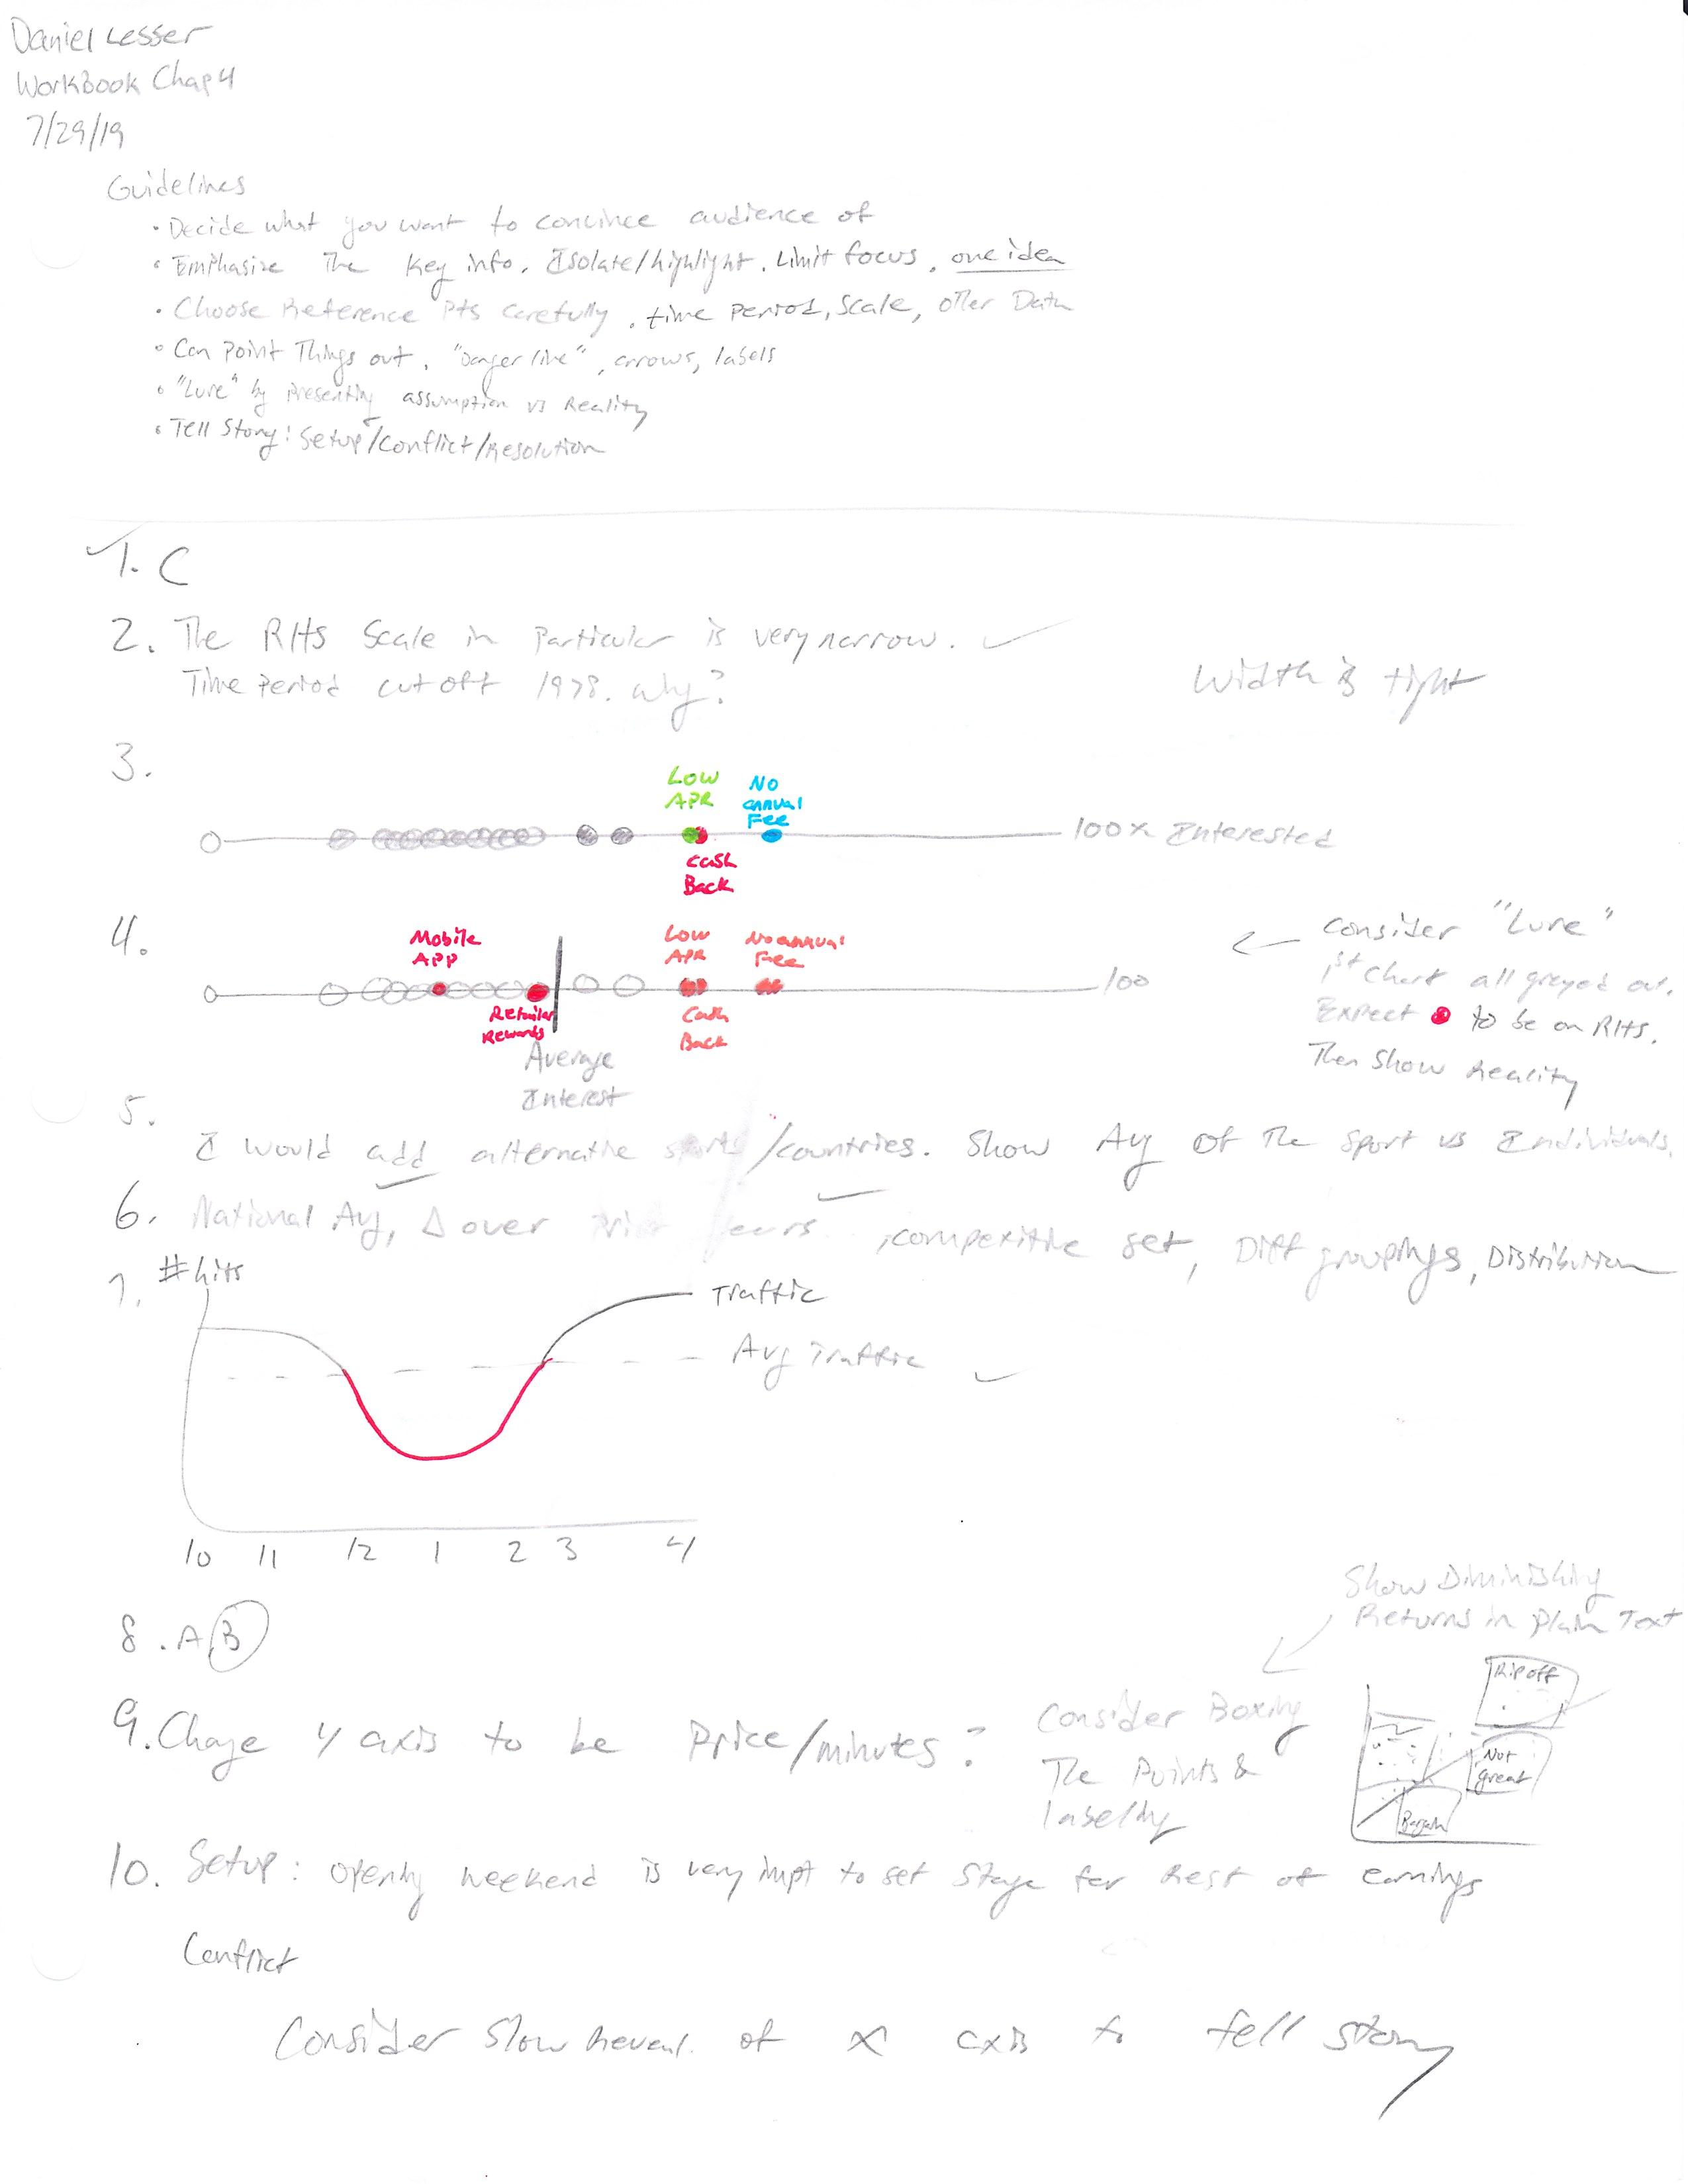 Daniel Lesser
WorkBook Chap 4
7/29/19
Guidelines
• Decide what you want to convince audience of
• Emphasize The Key info. Isolate/highlight. Limit focus, one idea
• Choose Reference Pts carefully. time Period, Scale, other Data
• Can Point Things out. "Danger line", arrows, labels
• "Lure" by Presenting assumption vs Reality
• Tell Story: Setup/Conflict/Resolution
1. C
2. The RHS Scale in Particular is very narrow.
Time Period cut off 1978. Why?
Width is tight
3.
Low
APR
No
annual
Fee
0
100% Interested
Cash
Back
4.
Mobile
APP
Low
APR
No annual
Fee
0
100
Retailer
Rewards
Cash
Back
Average
Interest
Consider "Lure"
1st Chart all greyed out.
Expect to be on RHS.
Then Show Reality
5.
I would add alternative sports/countries. Show Avg of The Sport vs Individuals.
6. National Avg, Δ over Prior Years, competitive set, Diff groupings, Distribution
7. #hits
Traffic
Avg Traffic
10 11 12 1 2 3 4
8. A, B
Show Diminishing
Returns in Plain Text
9. Change y axis to be Price/minutes?
Consider Boxing
The Points &
labeling
Rip off
Not
great
Bargain
10. Setup: opening weekend is very impt to set Stage for Rest of earnings
Conflict
Consider Slow Reveal of x axis to tell story